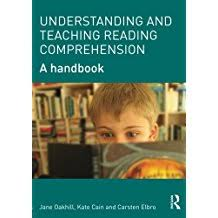 UNDERSTANDING AND
TEACHING READING
COMPREHENSION
A handbook
Jane Oakhill, Kate Cain and Carsten Elbro
R